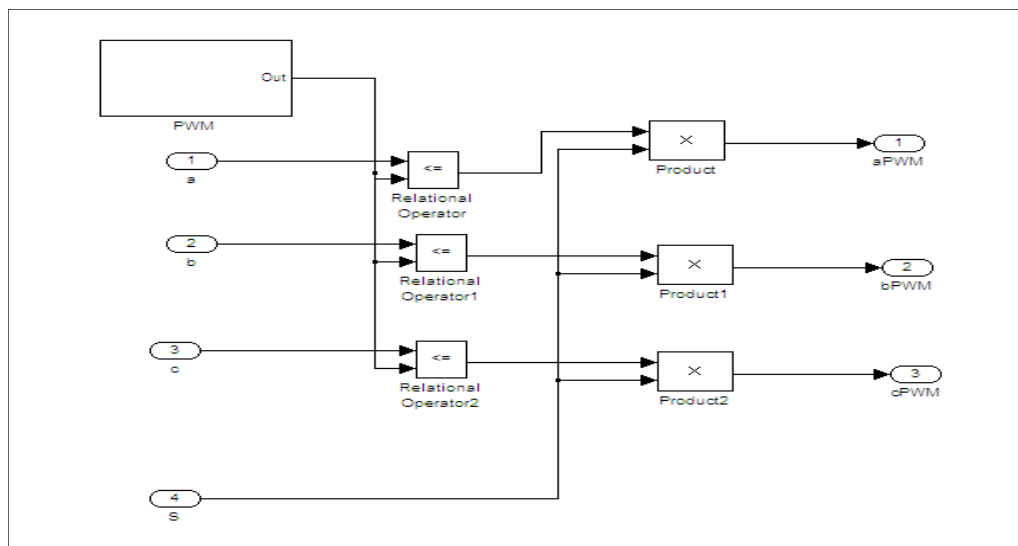 Out
PWM
1
a
<=
Relational
Operator
×
Product
1
aPWM
2
b
<=
Relational
Operator1
×
Product1
2
bPWM
3
c
<=
Relational
Operator2
×
Product2
3
cPWM
4
S